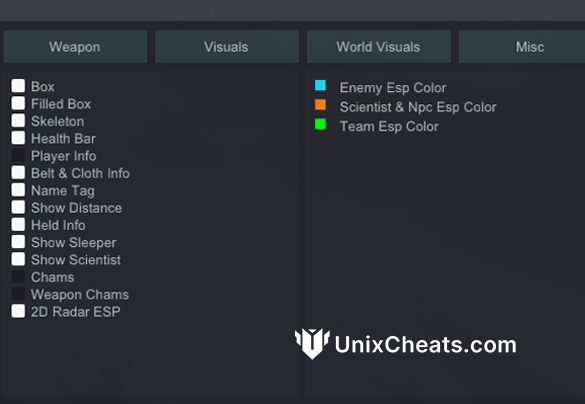 Weapon
Visuals
World Visuals
Misc
Box
Filled Box
Skeleton
Health Bar
Player Info
Belt & Cloth Info
Name Tag
Show Distance
Held Info
Show Sleeper
Show Scientist
Chams
Weapon Chams
2D Radar ESP
Enemy Esp Color
Scientist & Npc Esp Color
Team Esp Color
UnixCheats.com